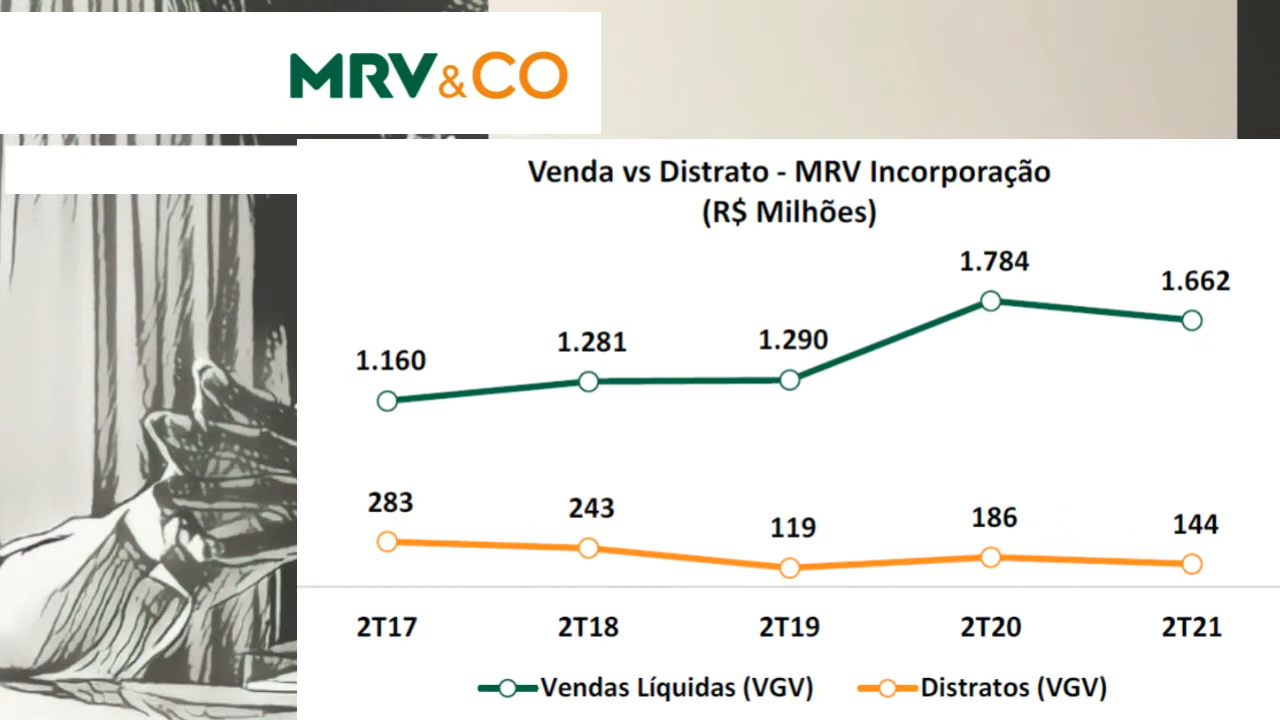 MRV&CO
Venda vs Distrato - MRV Incorporação
(R$ Milhões)
1.160
1.281
1.290
1.784
1.662
283
243
119
186
144
2T17
2T18
2T19
2T20
2T21
Vendas Líquidas (VGV)
Distratos (VGV)